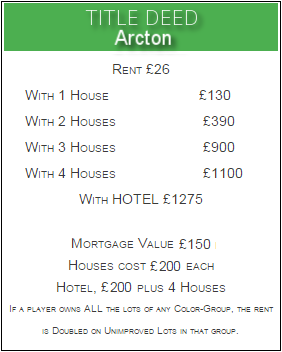 TITLE DEED
Arcton
RENT £26
WITH 1 HOUSE £130
WITH 2 HOUSES £390
WITH 3 HOUSES £900
WITH 4 HOUSES £1100
WITH HOTEL £1275
MORTGAGE VALUE £150
HOUSES COST £200 EACH
HOTEL, £200 PLUS 4 HOUSES
IF A PLAYER OWNS ALL THE LOTS OF ANY COLOR-GROUP, THE RENT
IS DOUBLED ON UNIMPROVED LOTS IN THAT GROUP.